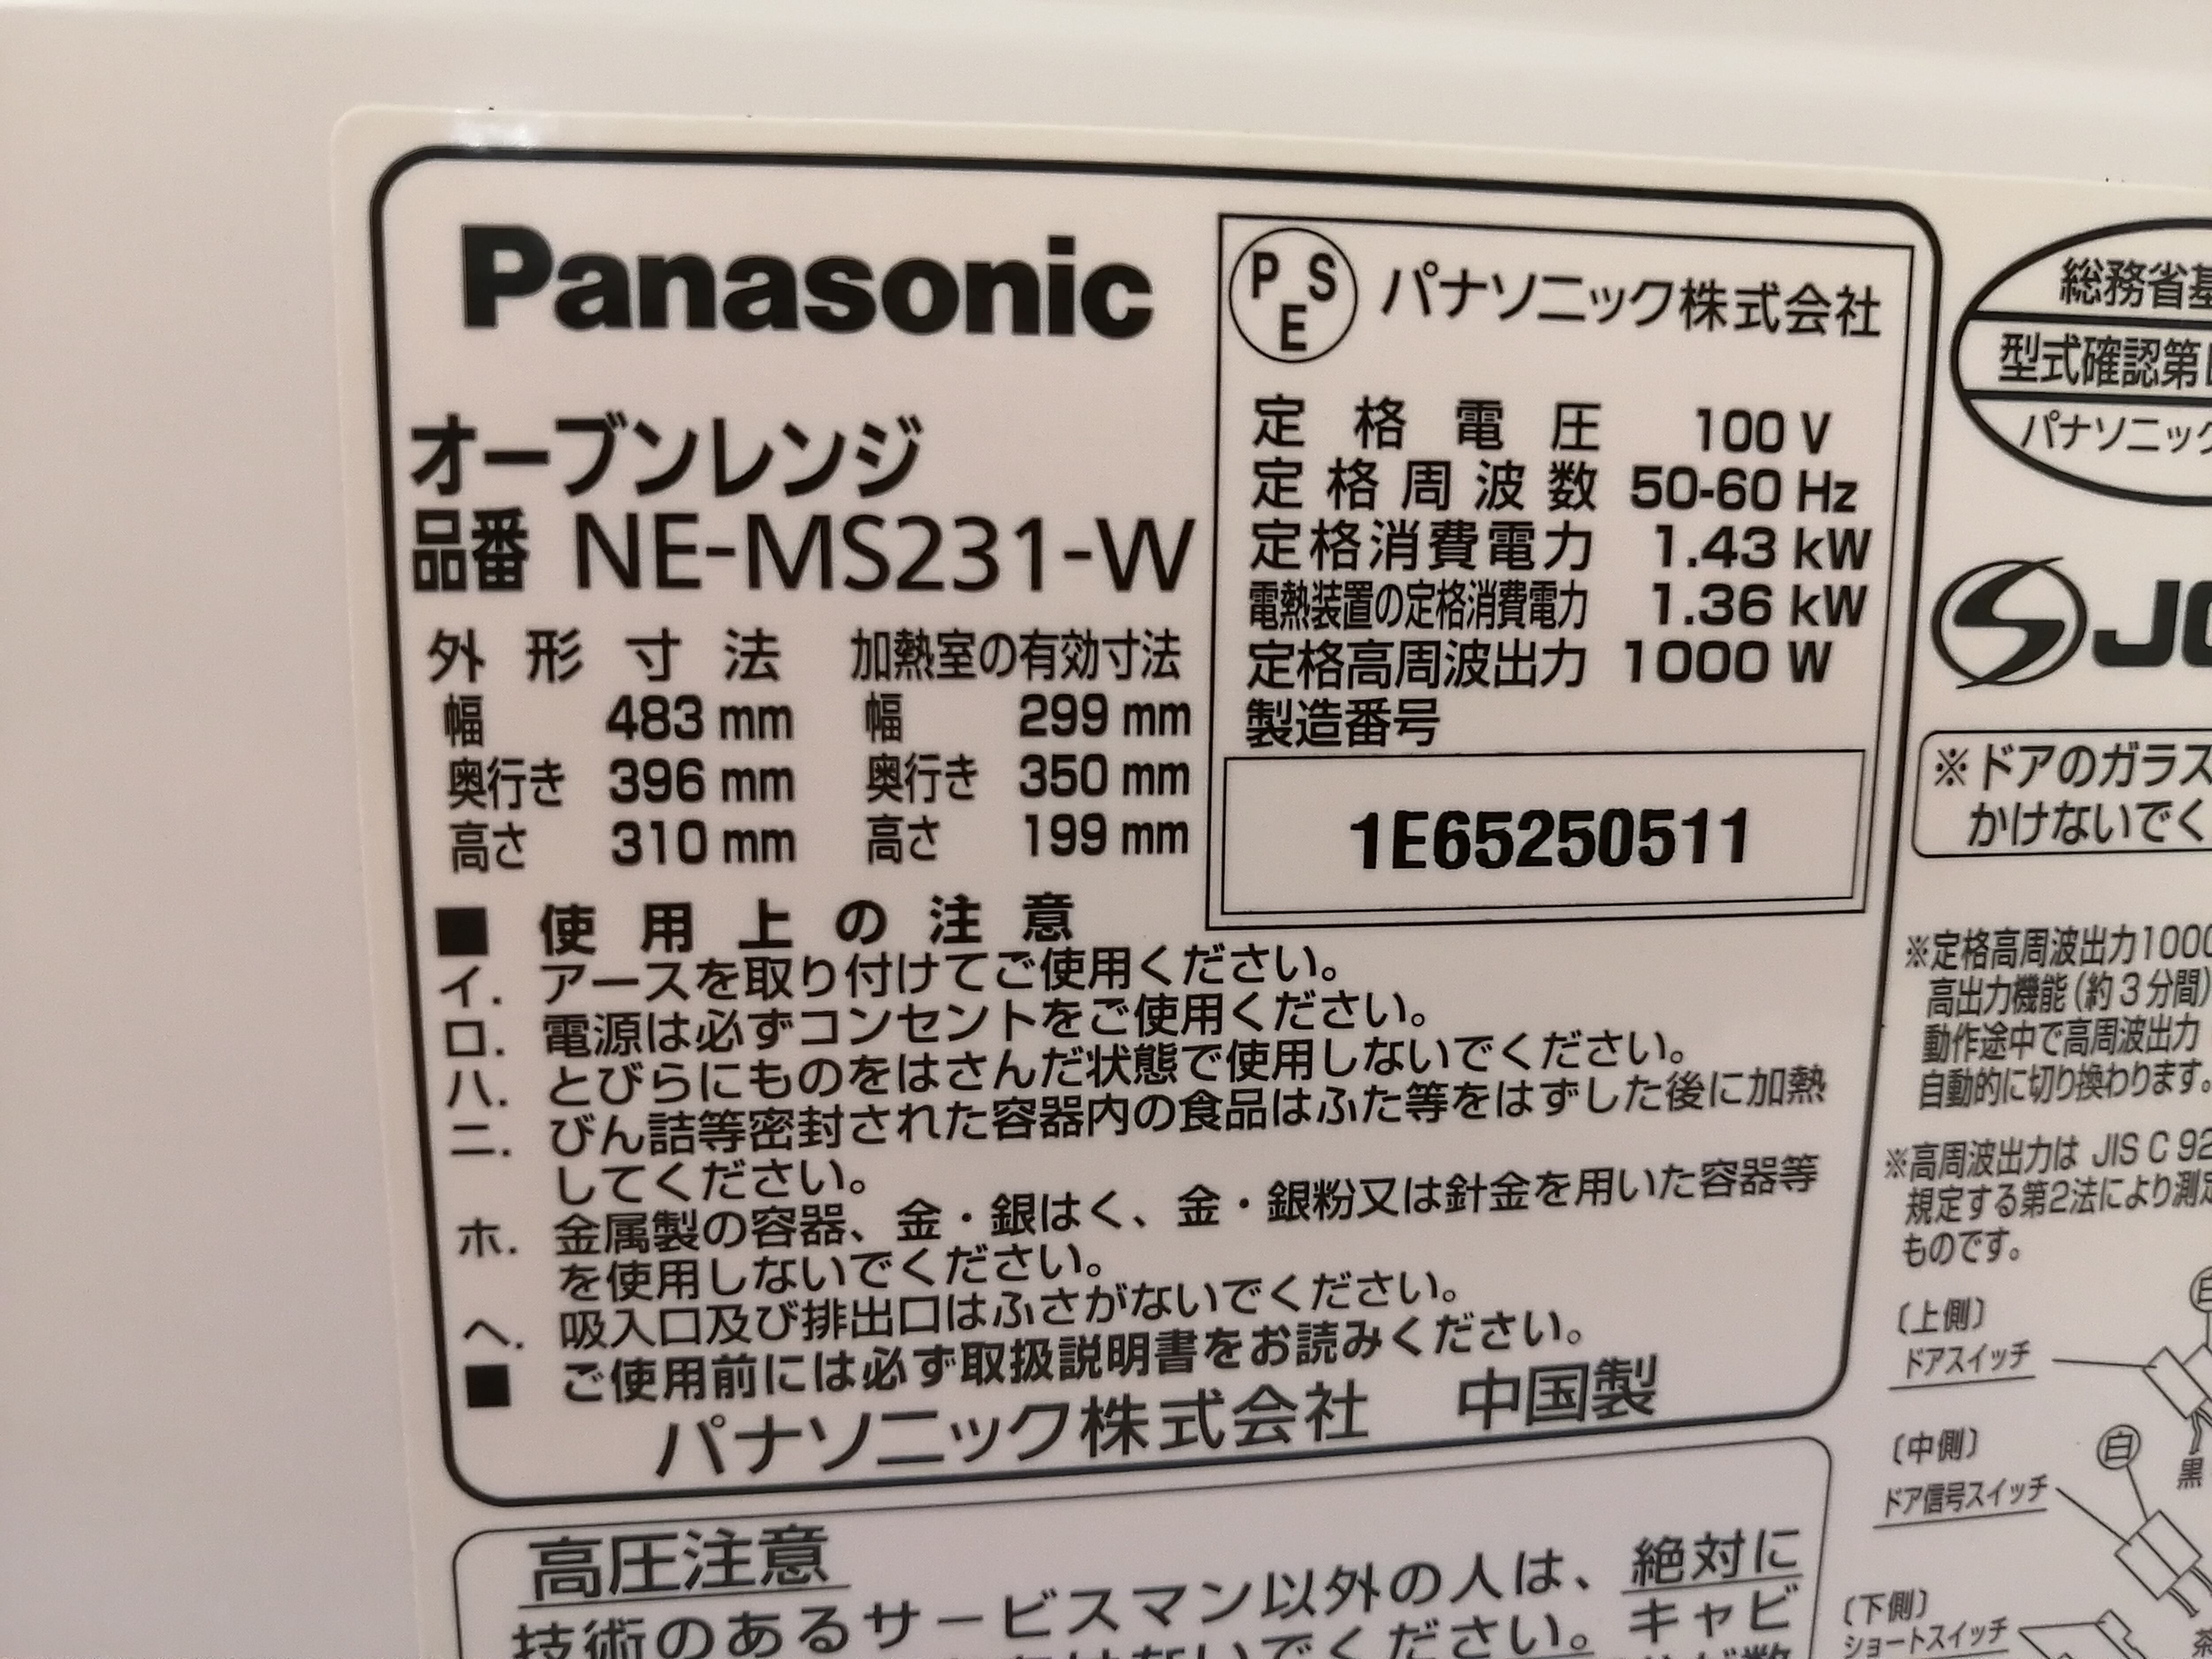 Panasonic
オーブンレンジ
品番 NE-MS231-W
外形寸法 加熱室の有効寸法
幅 483 mm 幅 299 mm
奥行き 396 mm 奥行き 350 mm
高さ 310 mm 高さ 199 mm
PSE パナソニック株式会社
定格電圧 100 V
定格周波数 50-60 Hz
定格消費電力 1.43 kW
電熱装置の定格消費電力 1.36 kW
定格高周波出力 1000 W
製造番号
1E65250511
■ 使用上の注意
イ. アースを取り付けてご使用ください。
ロ. 電源は必ずコンセントをご使用ください。
ハ. とびらにものをはさんだ状態で使用しないでください。
ニ. びん詰等密封された容器内の食品はふた等をはずした後に加熱
してください。
ホ. 金属製の容器、金・銀はく、金・銀粉又は針金を用いた容器等
を使用しないでください。
ヘ. 吸入口及び排出口はふさがないでください。
■ ご使用前には必ず取扱説明書をお読みください。
パナソニック株式会社 中国製
高圧注意
技術のあるサービスマン以外の人は、絶対に
ないでください。キャビ
総務省
型式確認第
パナソニック
※ドアのガラス
かけないでく
※定格高周波出力1000
高出力機能(約3分間)
動作途中で高周波出力
自動的に切り換わります。
※高周波出力は JIS C 92
規定する第2法により測定
ものです。
〔上側〕
ドアスイッチ
〔中側〕
ドア信号スイッチ
白
黒
〔下側〕
ショートスイッチ